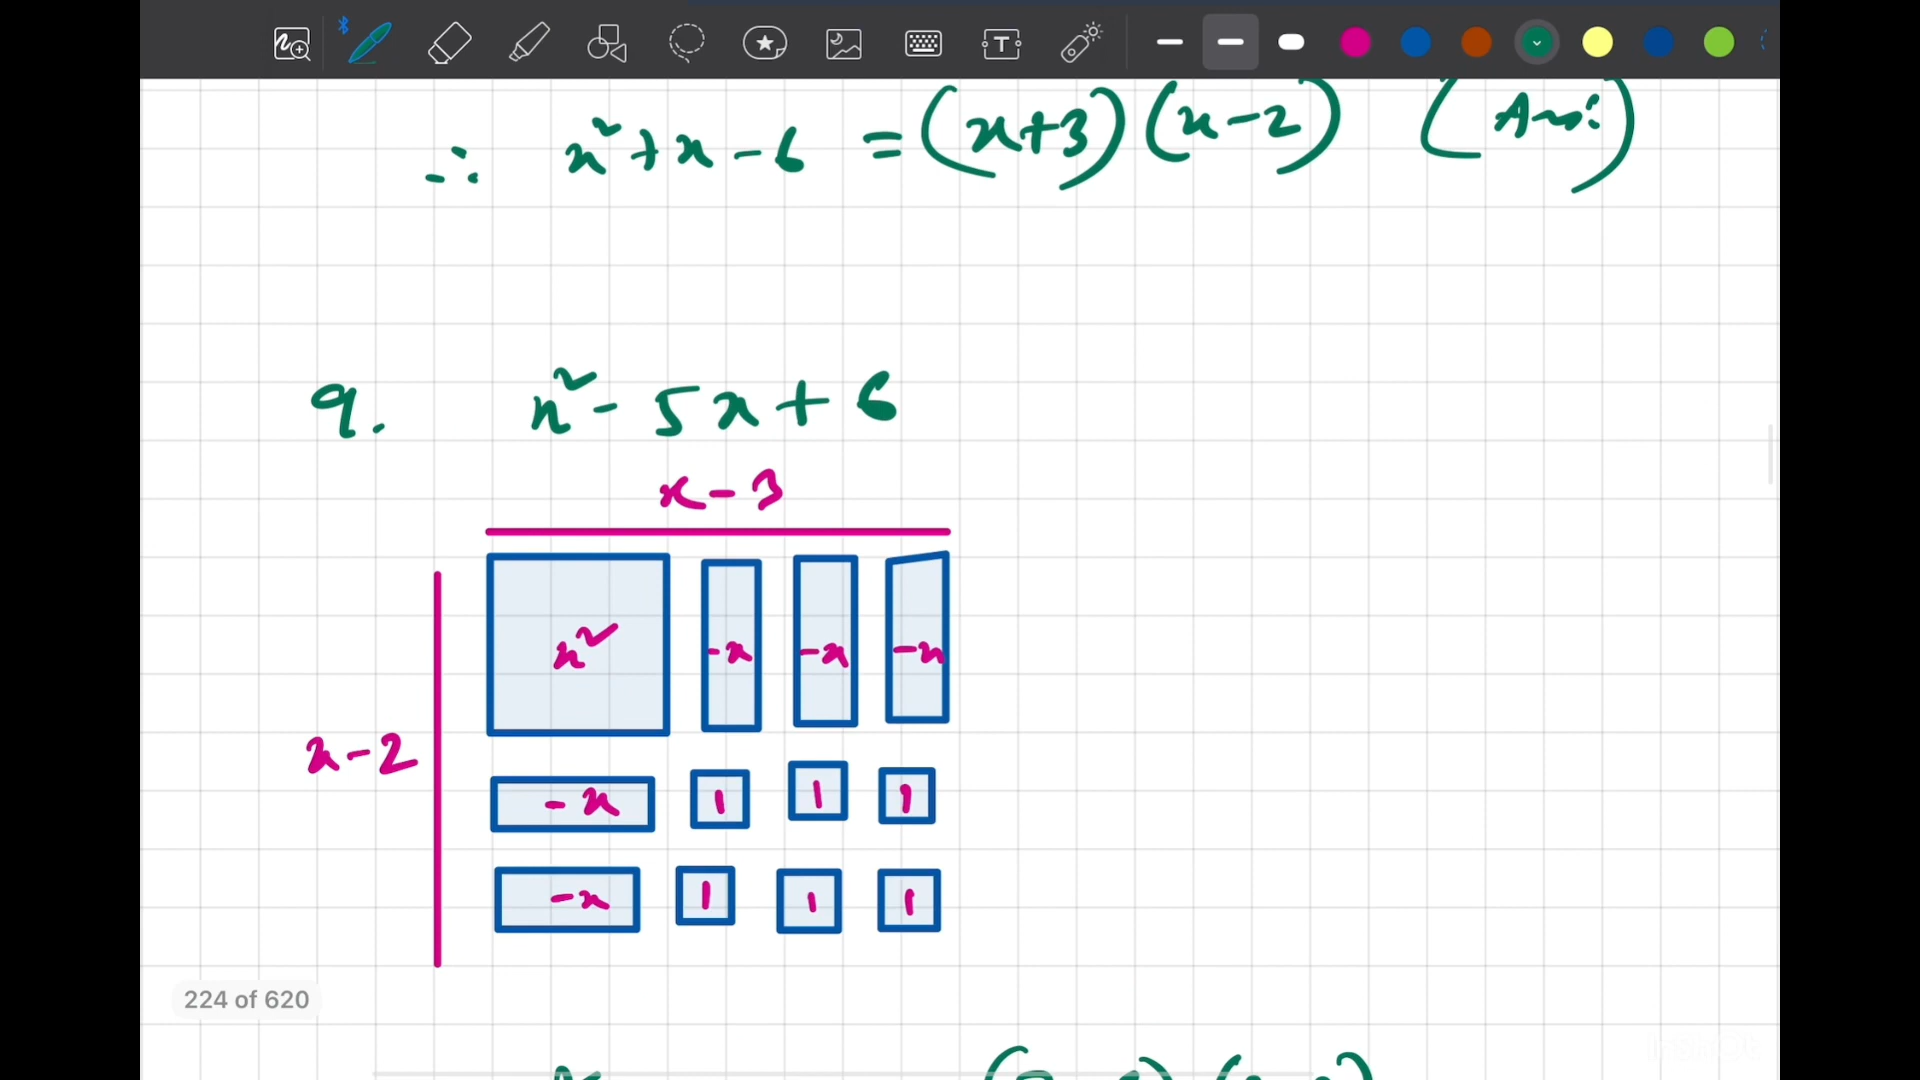 ∴ x²+x-6 = (x+3)(x-2) (Ans:)
9. x²-5x+6
x-3
x² -x -x -x
x-2
-x 1 1 1
-x 1 1 1
224 of 620